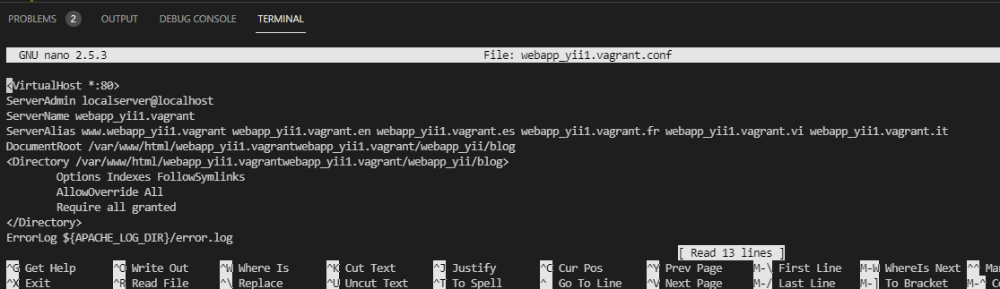 PROBLEMS 2 OUTPUT DEBUG CONSOLE TERMINAL
GNU nano 2.5.3 File: webapp_yii1.vagrant.conf
<VirtualHost *:80>
ServerAdmin localserver@localhost
ServerName webapp_yii1.vagrant
ServerAlias www.webapp_yii1.vagrant webapp_yii1.vagrant.en webapp_yii1.vagrant.es webapp_yii1.vagrant.fr webapp_yii1.vagrant.vi webapp_yii1.vagrant.it
DocumentRoot /var/www/html/webapp_yii1.vagrantwebapp_yii1.vagrant/webapp_yii/blog
<Directory /var/www/html/webapp_yii1.vagrantwebapp_yii1.vagrant/webapp_yii/blog>
Options Indexes FollowSymlinks
AllowOverride All
Require all granted
</Directory>
ErrorLog ${APACHE_LOG_DIR}/error.log
[ Read 13 lines ]
^G Get Help ^O Write Out ^W Where Is ^K Cut Text ^J Justify ^C Cur Pos ^Y Prev Page M-\ First Line M-W WhereIs Next ^^
^X Exit ^R Read File ^\ Replace ^U Uncut Text ^T To Spell ^_ Go To Line ^V Next Page M-/ Last Line M-] To Bracket M-^